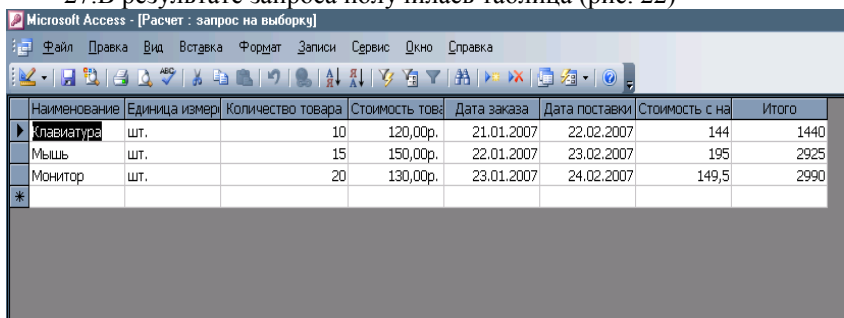 27.В результате запроса получилась таблица (рис. 22)
Microsoft Access - [Расчет : запрос на выборку]
Файл Правка Вид Вставка Формат Записи Сервис Окно Справка
Наименование Единица измер Количество товара Стоимость това Дата заказа Дата поставки Стоимость с на Итого
Клавиатура шт. 10 120,00р. 21.01.2007 22.02.2007 144 1440
Мышь шт. 15 150,00р. 22.01.2007 23.02.2007 195 2925
Монитор шт. 20 130,00р. 23.01.2007 24.02.2007 149,5 2990